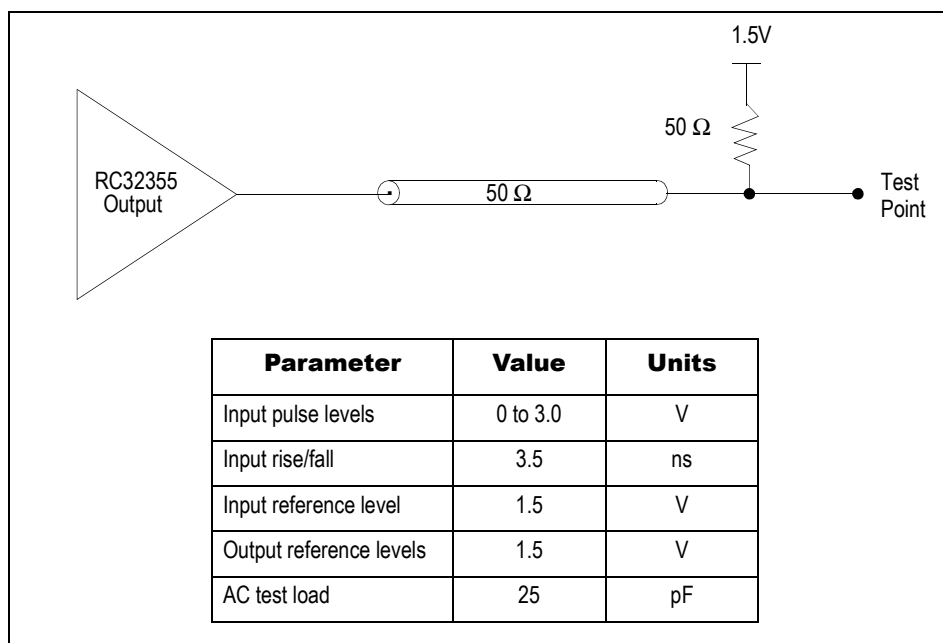 1.5V
50 Ω
RC32355
Output
50 Ω
Test
Point
Parameter Value Units
Input pulse levels 0 to 3.0 V
Input rise/fall 3.5 ns
Input reference level 1.5 V
Output reference levels 1.5 V
AC test load 25 pF